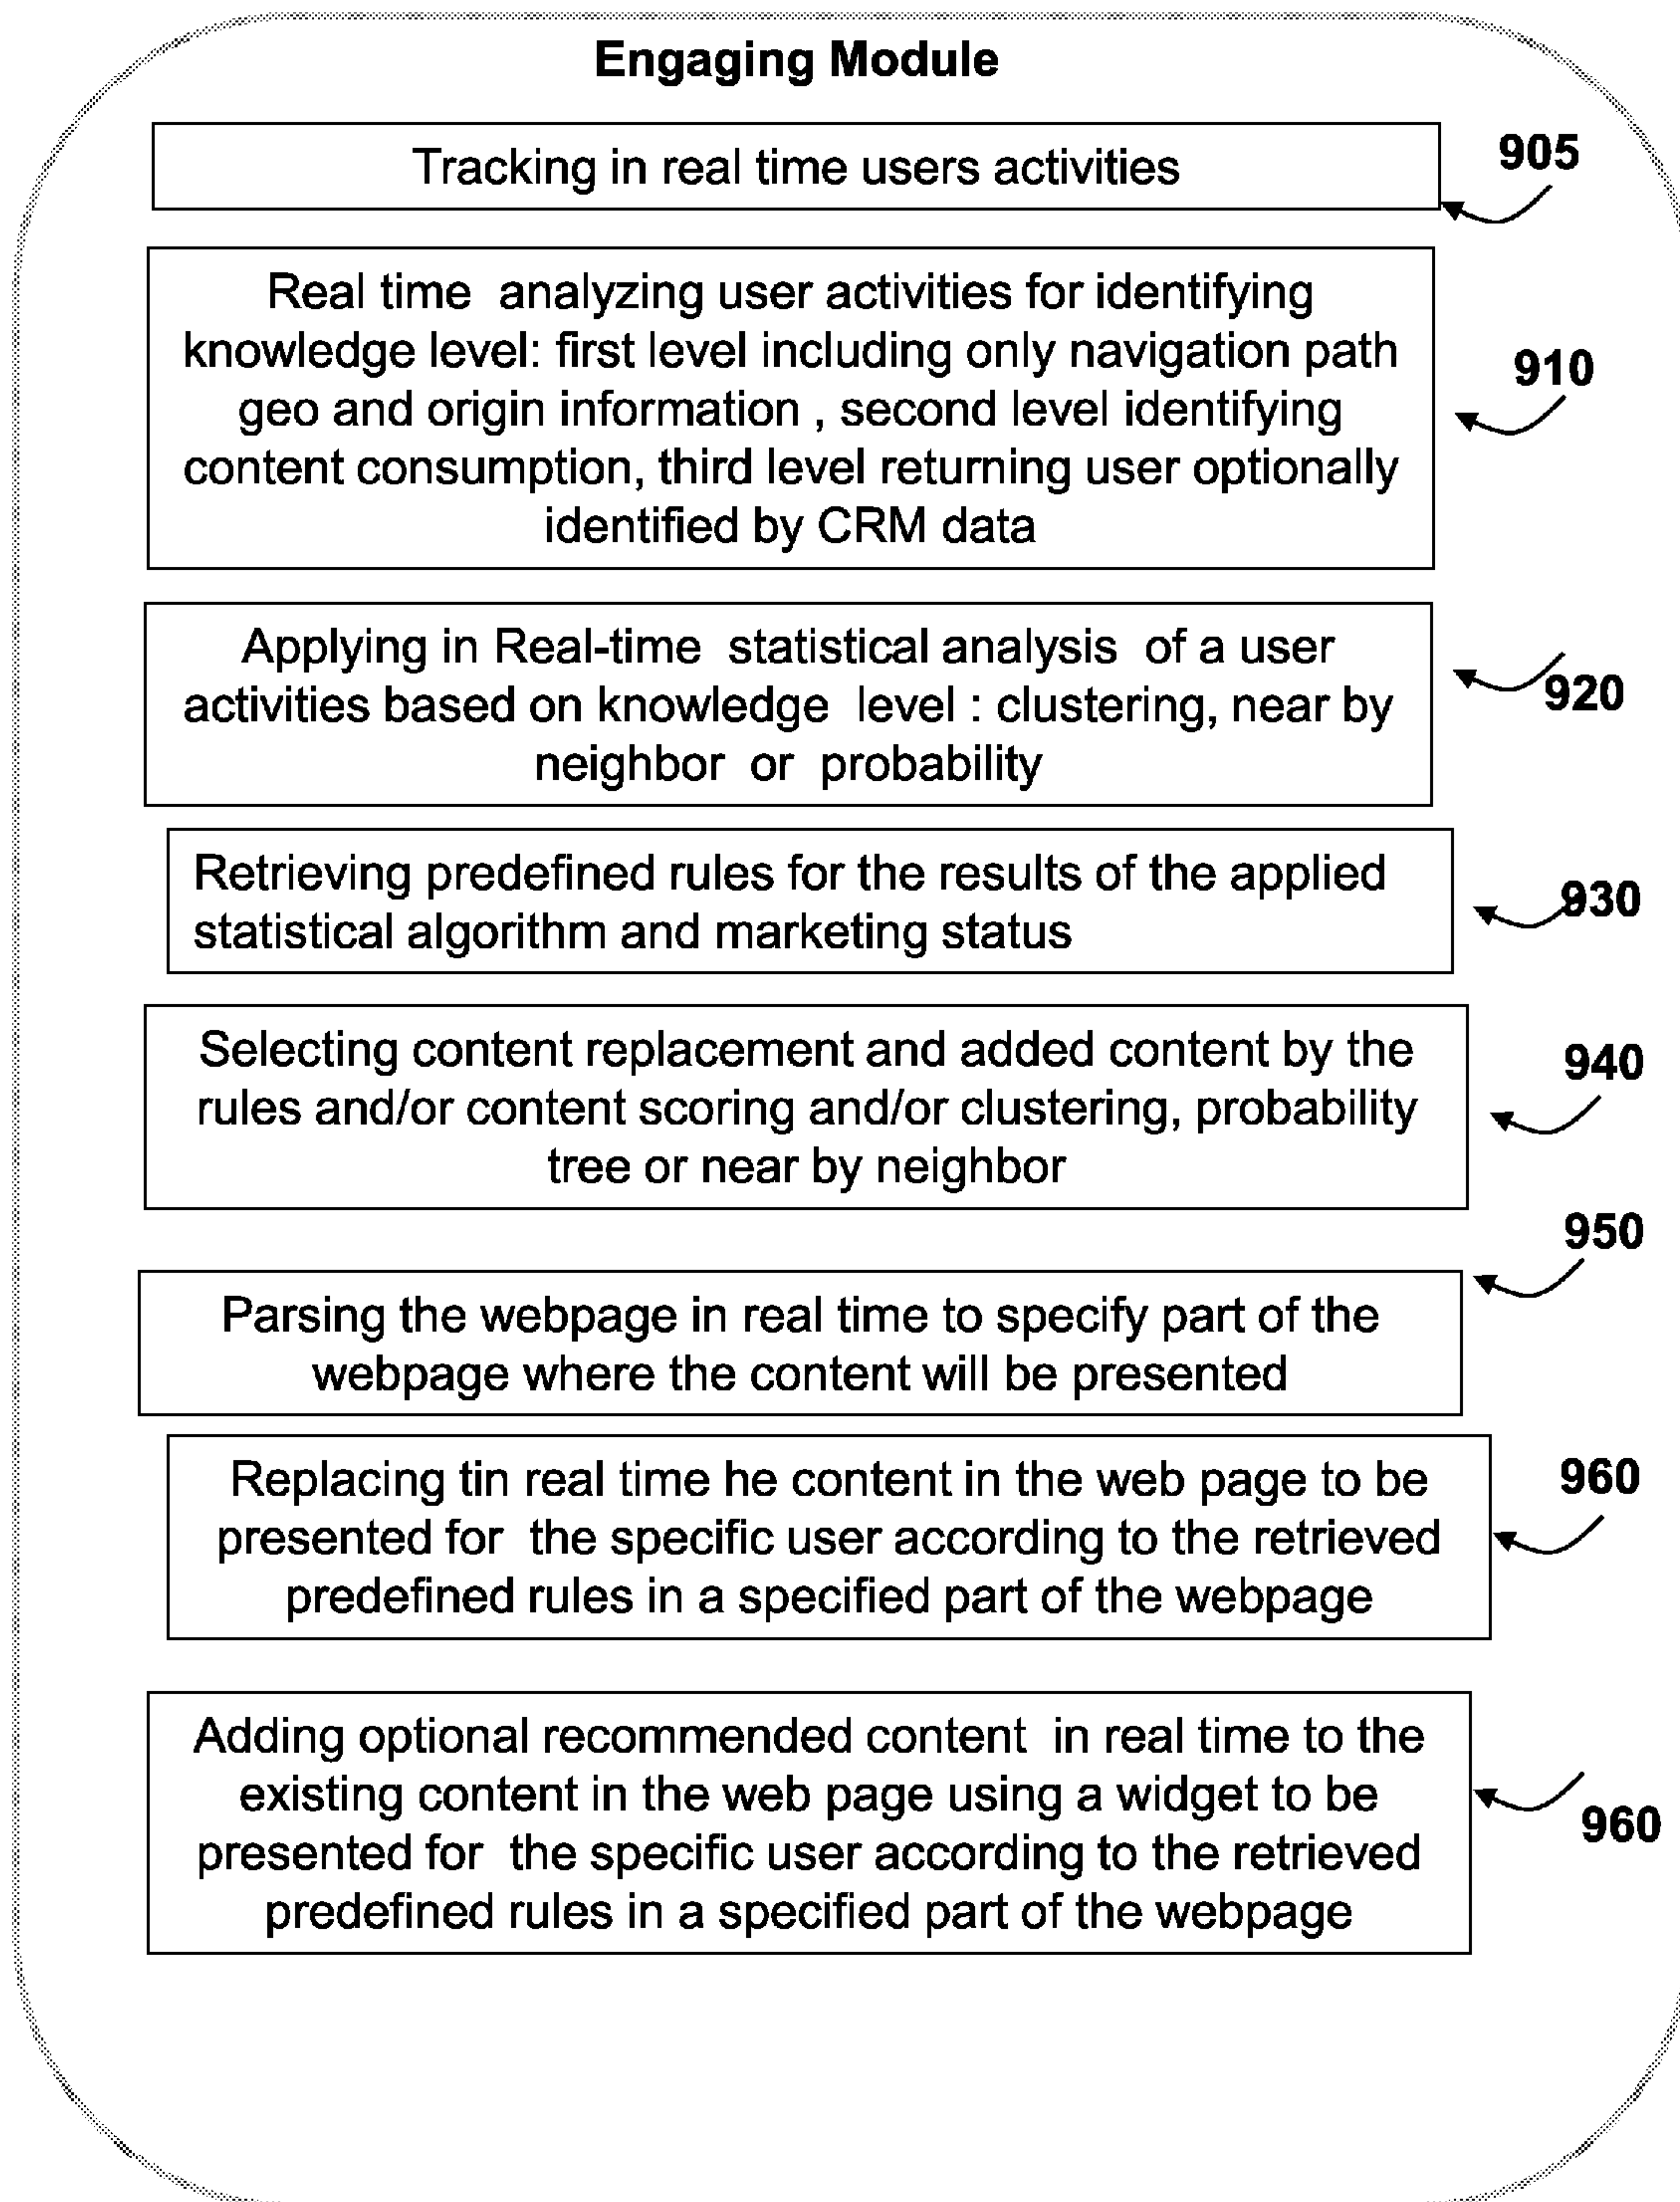 Engaging Module
Tracking in real time users activities
905
Real time analyzing user activities for identifying
knowledge level: first level including only navigation path
geo and origin information , second level identifying
content consumption, third level returning user optionally
identified by CRM data
910
Applying in Real-time statistical analysis of a user
activities based on knowledge level : clustering, near by
neighbor or probability
920
Retrieving predefined rules for the results of the applied
statistical algorithm and marketing status
930
Selecting content replacement and added content by the
rules and/or content scoring and/or clustering, probability
tree or near by neighbor
940
950
Parsing the webpage in real time to specify part of the
webpage where the content will be presented
Replacing tin real time he content in the web page to be
presented for the specific user according to the retrieved
predefined rules in a specified part of the webpage
960
Adding optional recommended content in real time to the
existing content in the web page using a widget to be
presented for the specific user according to the retrieved
predefined rules in a specified part of the webpage
960